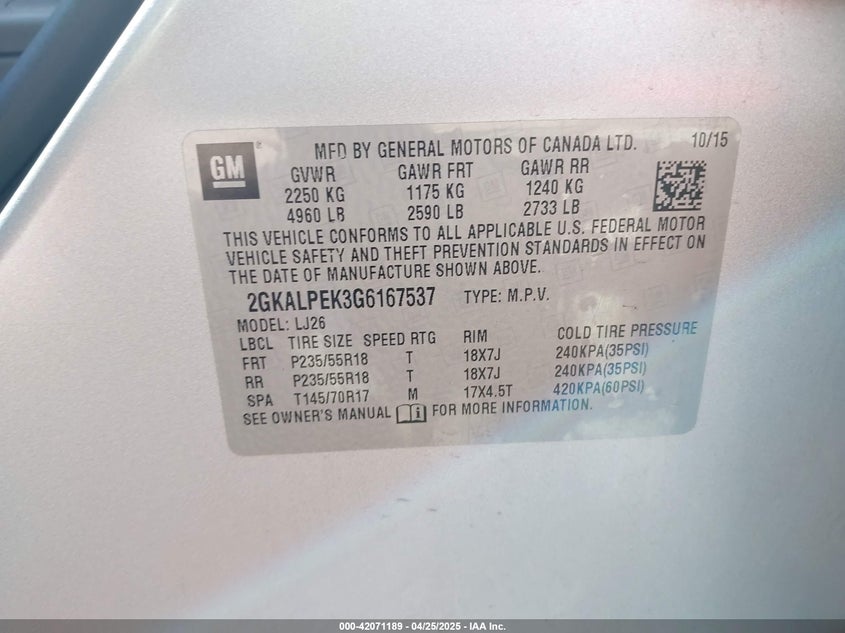 GM
MFD BY GENERAL MOTORS OF CANADA LTD. 10/15
GVWR GAWR FRT GAWR RR
2250 KG 1175 KG 1240 KG
4960 LB 2590 LB 2733 LB
THIS VEHICLE CONFORMS TO ALL APPLICABLE U.S. FEDERAL MOTOR
VEHICLE SAFETY AND THEFT PREVENTION STANDARDS IN EFFECT ON
THE DATE OF MANUFACTURE SHOWN ABOVE.
2GKALPEK3G6167537 TYPE: M.P.V.
MODEL: LJ26
LBCL TIRE SIZE SPEED RTG RIM COLD TIRE PRESSURE
FRT P235/55R18 T 18X7J 240KPA(35PSI)
RR P235/55R18 T 18X7J 240KPA(35PSI)
SPA T145/70R17 M 17X4.5T 420KPA(60PSI)
SEE OWNER'S MANUAL FOR MORE INFORMATION.
000-42071189 - 04/25/2025 - IAA Inc.